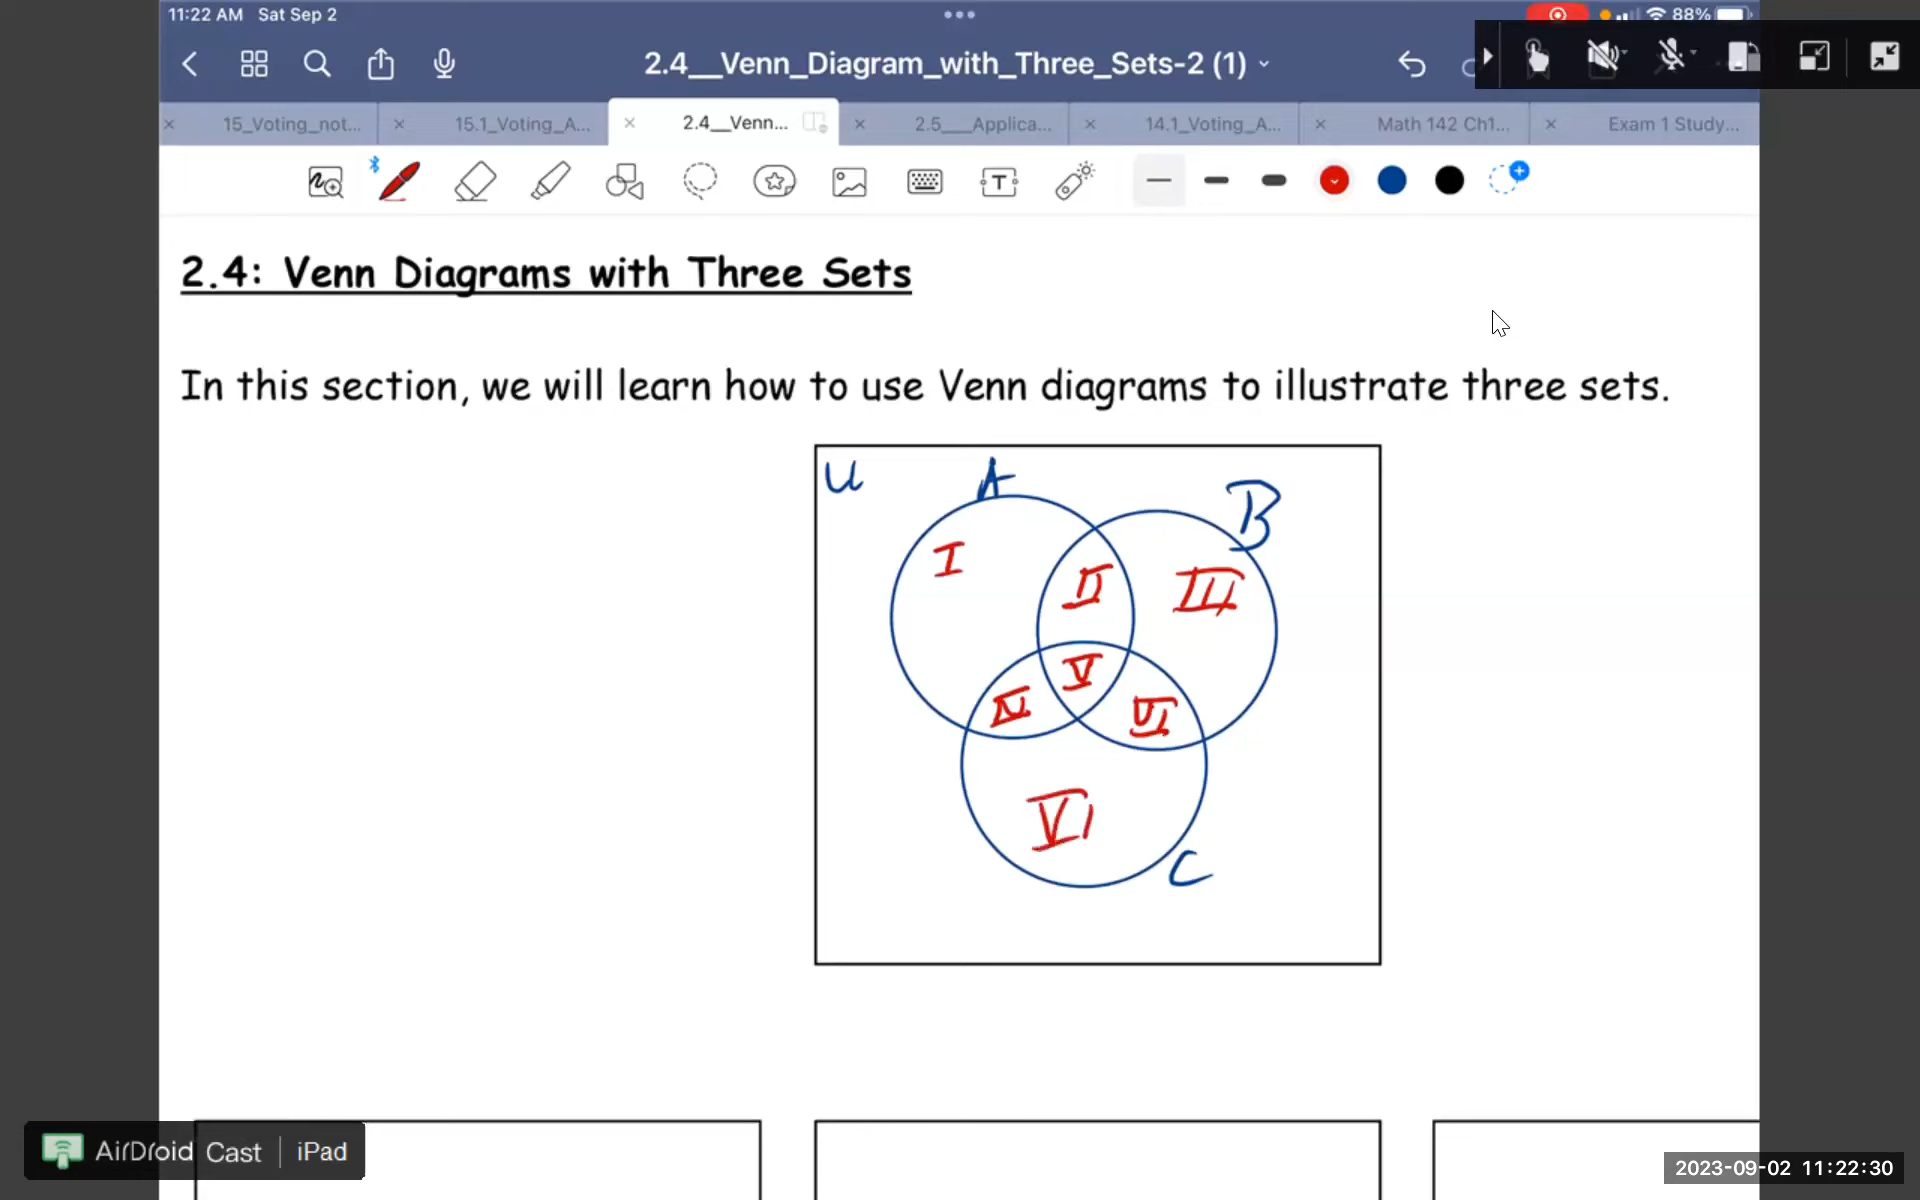 11:22 AM Sat Sep 2
88%
2.4__Venn_Diagram_with_Three_Sets-2 (1)
15_Voting_not...
15.1_Voting_A...
2.4__Venn...
2.5___Applica...
14.1_Voting_A...
Math 142 Ch1...
Exam 1 Study...
2.4: Venn Diagrams with Three Sets
In this section, we will learn how to use Venn diagrams to illustrate three sets.
U
A
B
I
II
III
V
IV
VI
VI
C
AirDroid Cast | iPad
2023-09-02 11:22:30